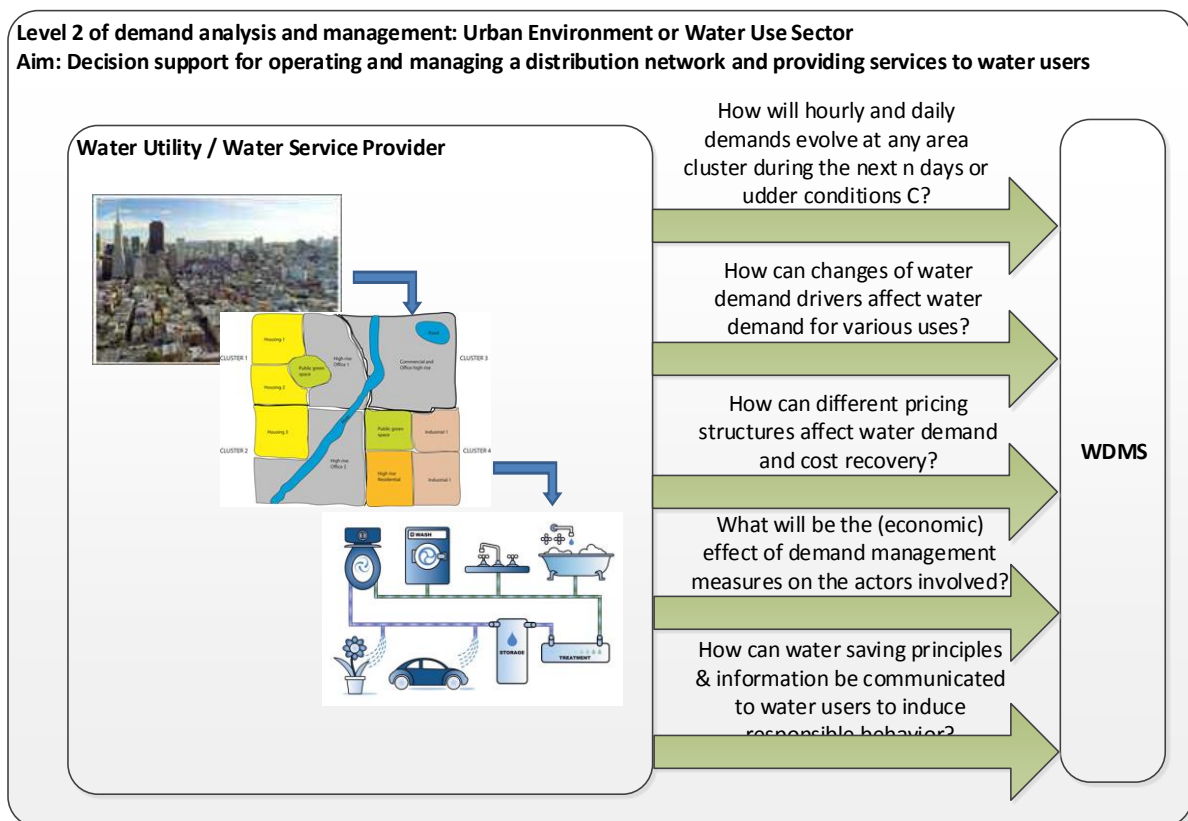 Level 2 of demand analysis and management: Urban Environment or Water Use Sector
Aim: Decision support for operating and managing a distribution network and providing services to water users
Water Utility / Water Service Provider
CLUSTER 1
Housing 1
Public green
space
Housing 2
High rise
Office 1
Commercial and
Office high rise
Pond
CLUSTER 3
CLUSTER 2
Housing 3
High rise
Office 2
Public green
space
Industrial 1
CLUSTER 4
High rise
Residential
Industrial 1
WASH
STORAGE
TREATMENT
How will hourly and daily
demands evolve at any area
cluster during the next n days or
udder conditions C?
How can changes of water
demand drivers affect water
demand for various uses?
How can different pricing
structures affect water demand
and cost recovery?
What will be the (economic)
effect of demand management
measures on the actors involved?
How can water saving principles
& information be communicated
to water users to induce
responsible behavior?
WDMS